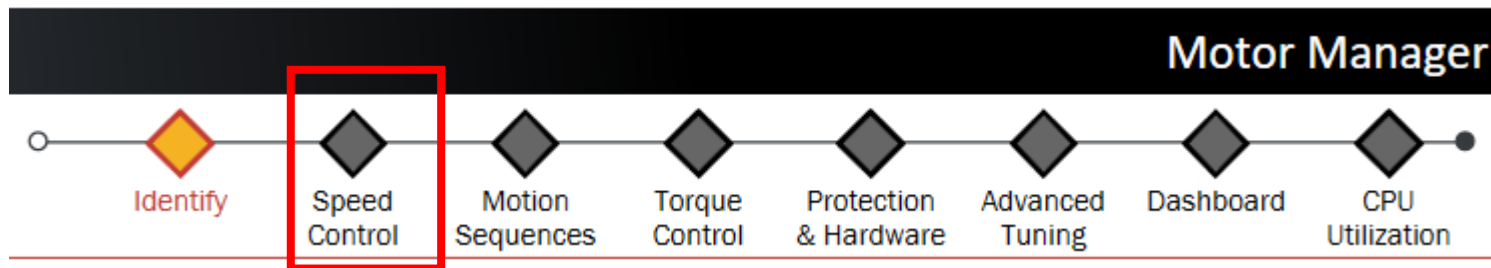 Motor Manager
Identify
Speed
Control
Motion
Sequences
Torque
Control
Protection
& Hardware
Advanced
Tuning
Dashboard
CPU
Utilization